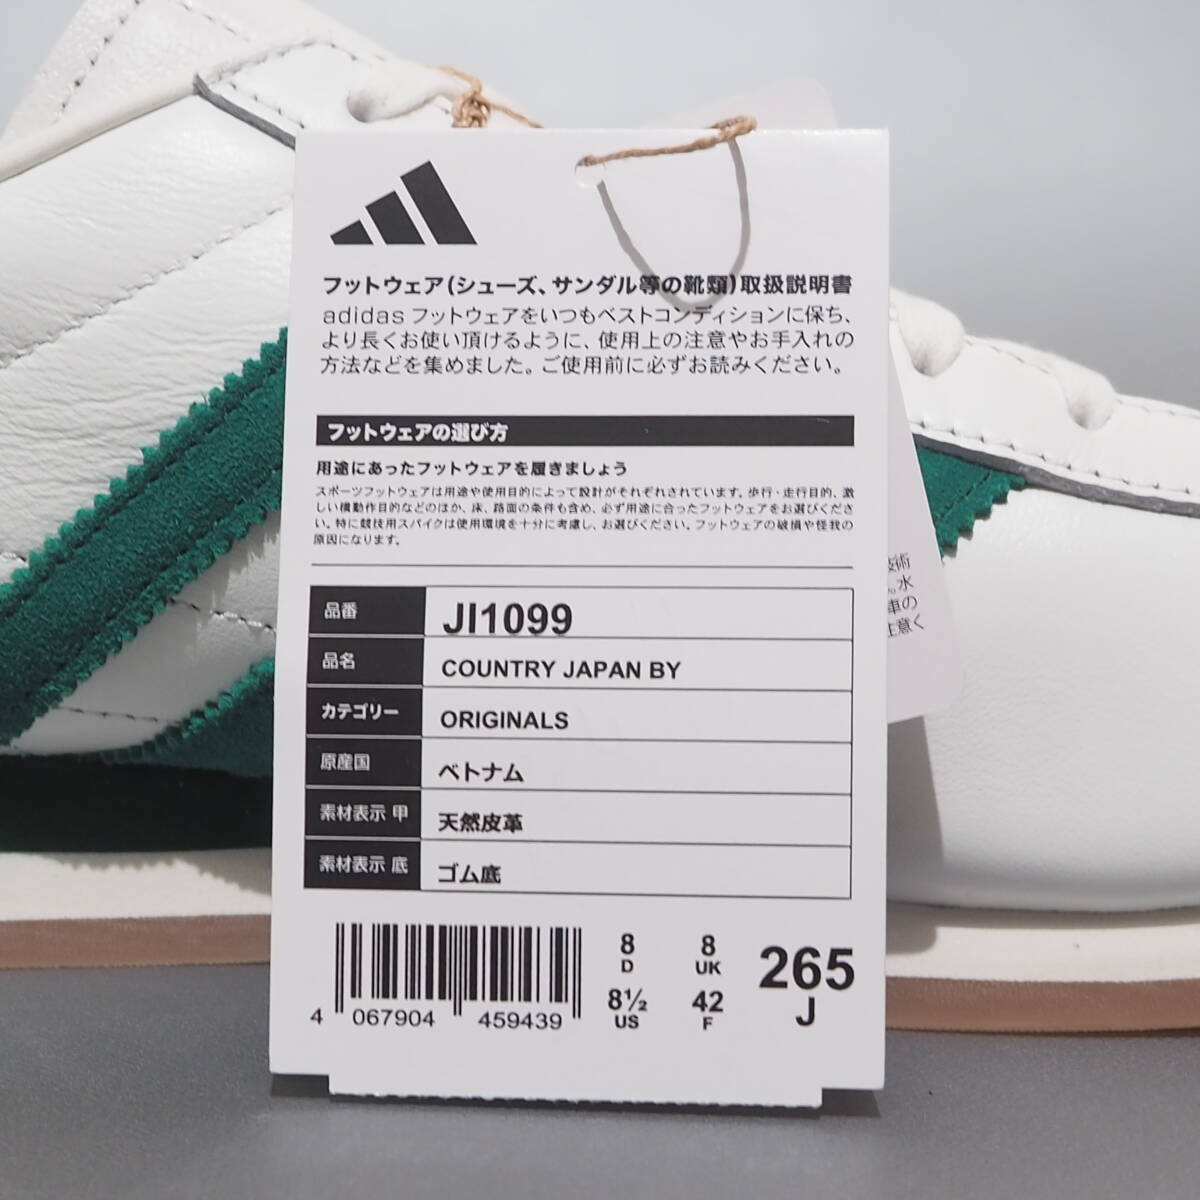 フットウェア(シューズ、サンダル等の靴類)取扱説明書
adidas フットウェアをいつもベストコンディションに保ち、
より長くお使い頂けるように、使用上の注意やお手入れの
方法などを集めました。ご使用前に必ずお読みください。
フットウェアの選び方
用途にあったフットウェアを履きましょう
スポーツフットウェアは用途や使用目的によって設計がそれぞれされています。歩行・走行目的、激
しい横動作目的などのほか、床、路面の条件も含め、必ず用途に合ったフットウェアをお選びくださ
い。特に競技用スパイクは使用環境を十分に考慮し、お選びください。フットウェアの破損や怪我の
原因になります。
品番 JI1099
品名 COUNTRY JAPAN BY
カテゴリー ORIGINALS
原産国 ベトナム
素材表示 甲 天然皮革
素材表示 底 ゴム底
4 067904 459439
8 D
8 UK
8½ US
42 F
265 J
技術
。水
車の
注意く